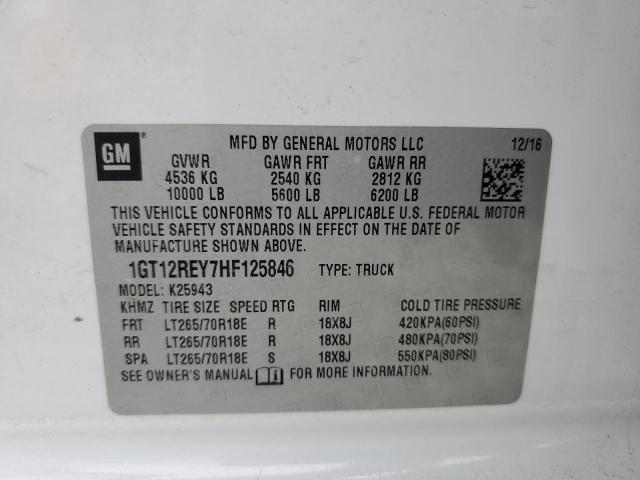 GM
MFD BY GENERAL MOTORS LLC 12/16
GVWR GAWR FRT GAWR RR
4536 KG 2540 KG 2812 KG
10000 LB 5600 LB 6200 LB
THIS VEHICLE CONFORMS TO ALL APPLICABLE U.S. FEDERAL MOTOR
VEHICLE SAFETY STANDARDS IN EFFECT ON THE DATE OF
MANUFACTURE SHOWN ABOVE.
1GT12REY7HF125846 TYPE: TRUCK
MODEL: K25943
KHMZ TIRE SIZE SPEED RTG RIM COLD TIRE PRESSURE
FRT LT265/70R18E R 18X8J 420KPA(60PSI)
RR LT265/70R18E R 18X8J 480KPA(70PSI)
SPA LT265/70R18E S 18X8J 550KPA(80PSI)
SEE OWNER'S MANUAL FOR MORE INFORMATION.